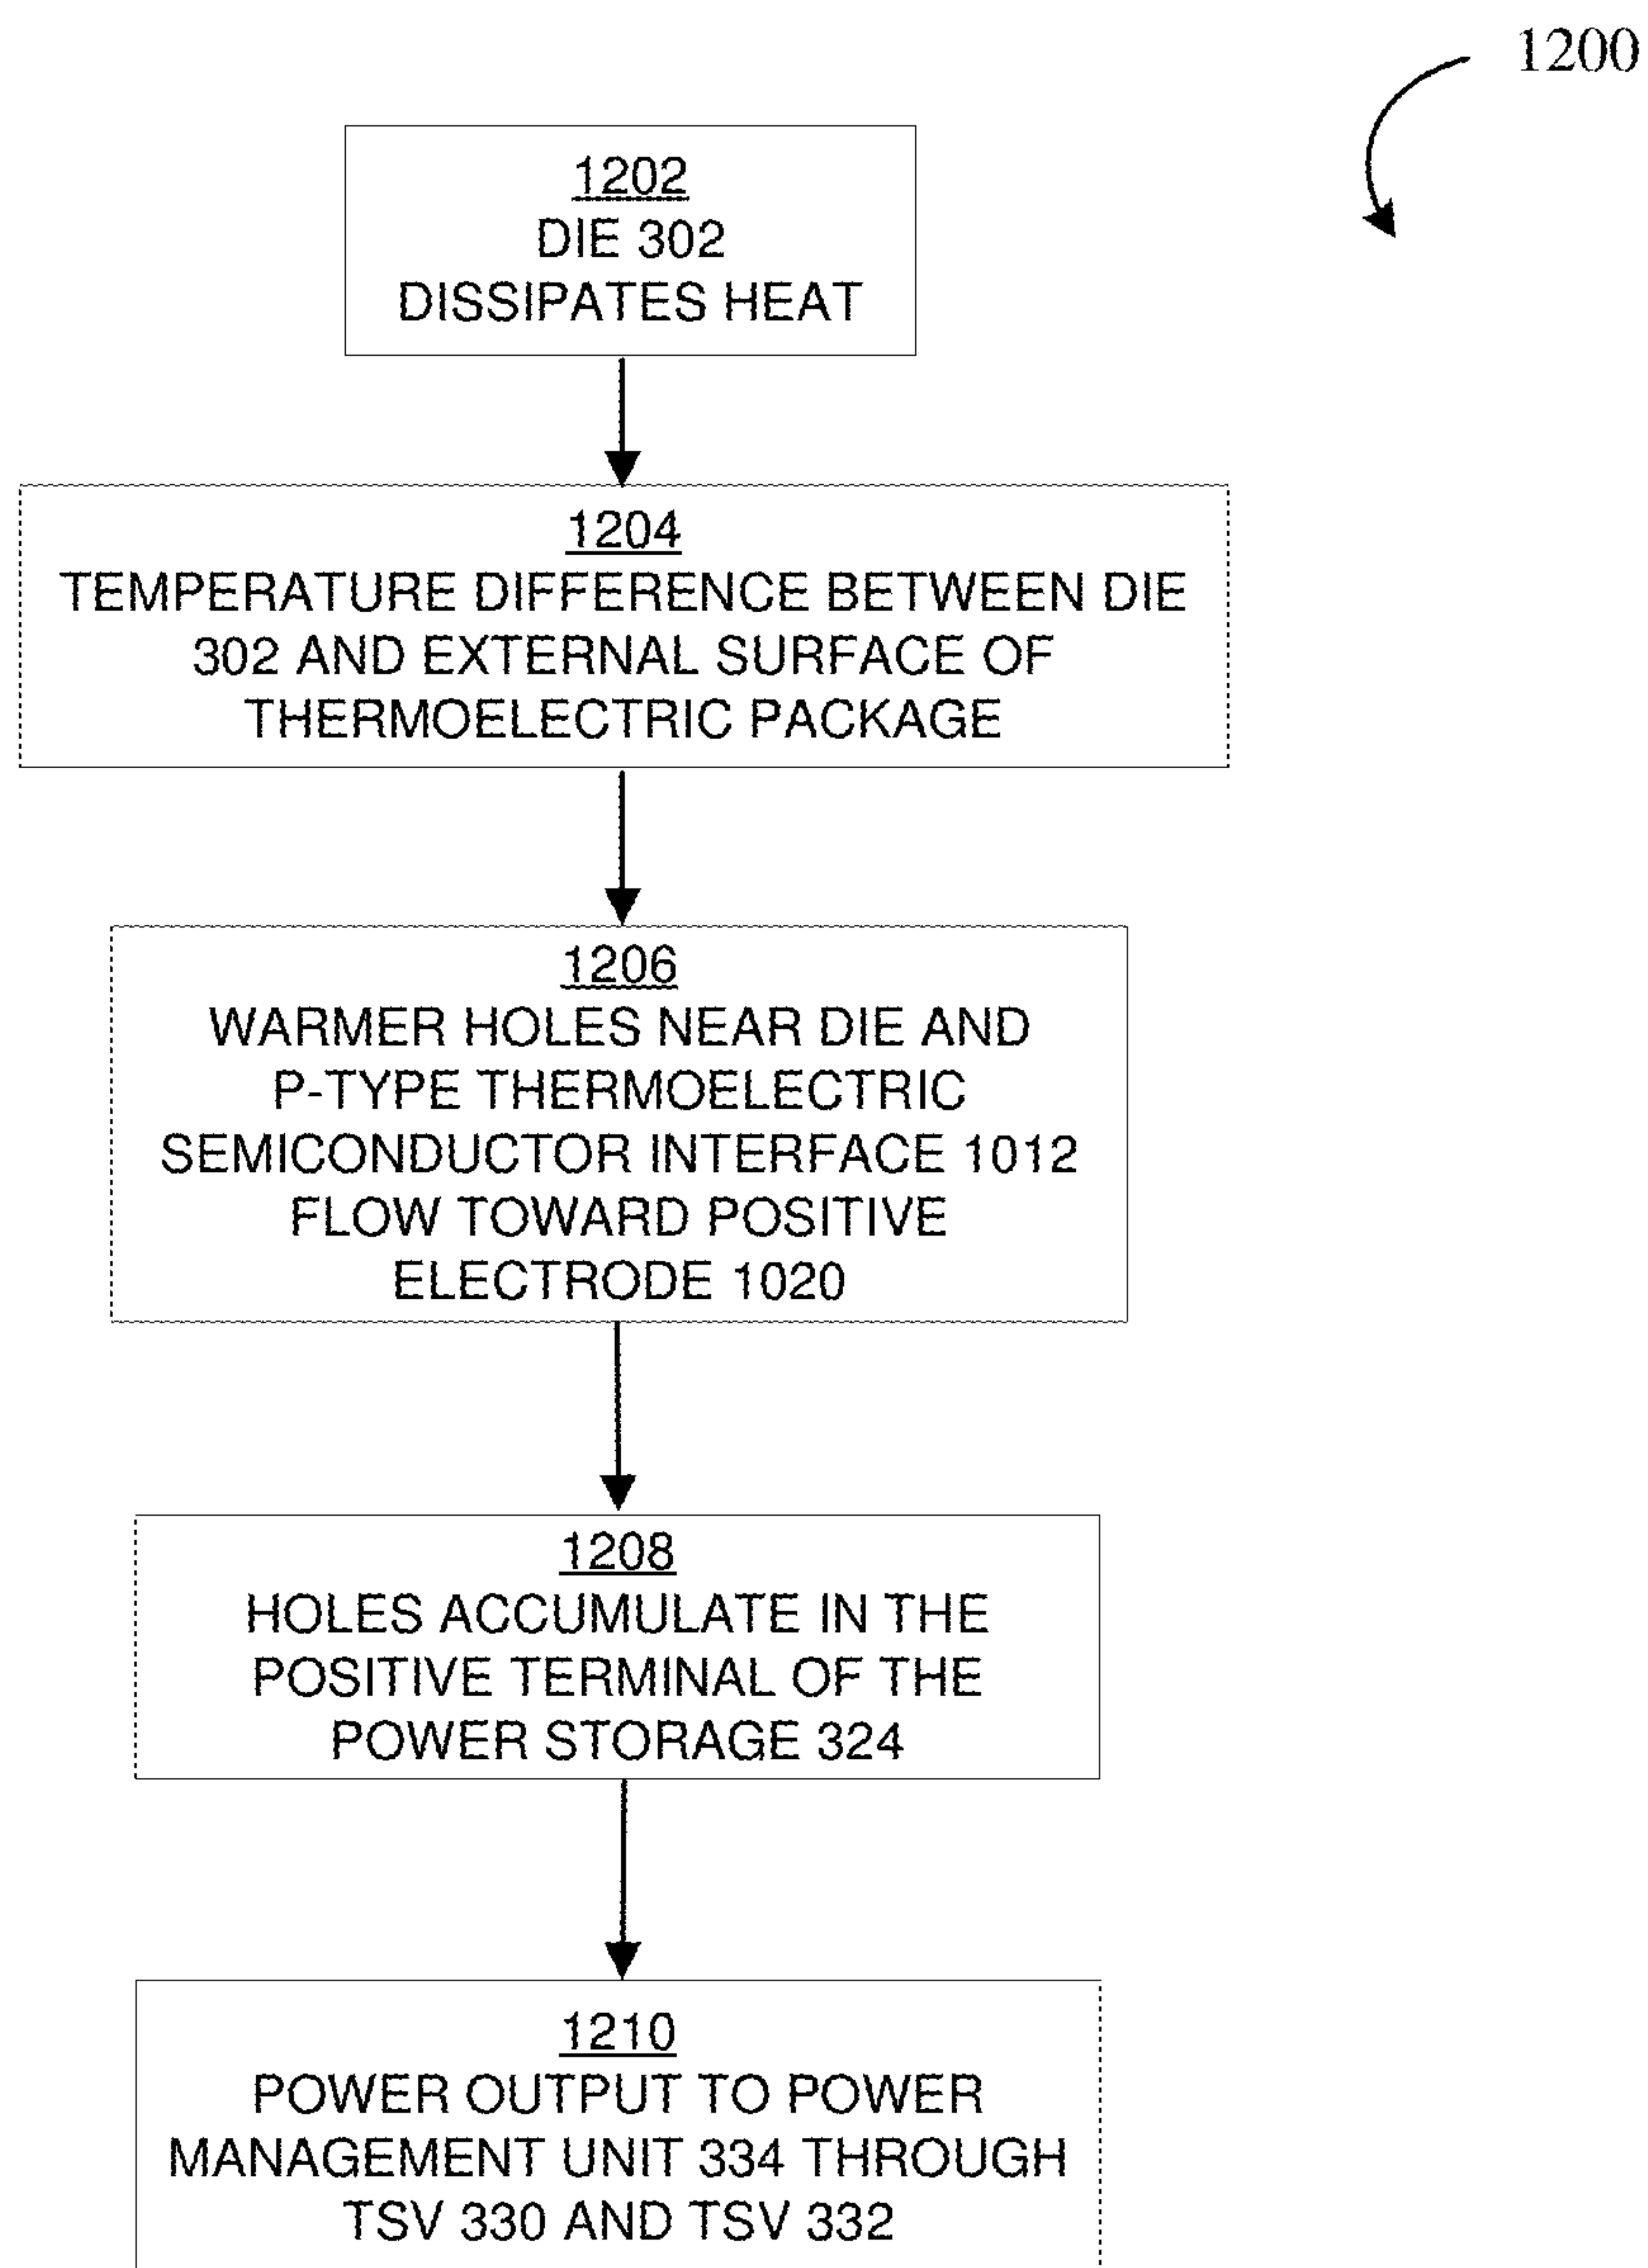 1200
1202
DIE 302
DISSIPATES HEAT
1204
TEMPERATURE DIFFERENCE BETWEEN DIE
302 AND EXTERNAL SURFACE OF
THERMOELECTRIC PACKAGE
1206
WARMER HOLES NEAR DIE AND
P-TYPE THERMOELECTRIC
SEMICONDUCTOR INTERFACE 1012
FLOW TOWARD POSITIVE
ELECTRODE 1020
1208
HOLES ACCUMULATE IN THE
POSITIVE TERMINAL OF THE
POWER STORAGE 324
1210
POWER OUTPUT TO POWER
MANAGEMENT UNIT 334 THROUGH
TSV 330 AND TSV 332